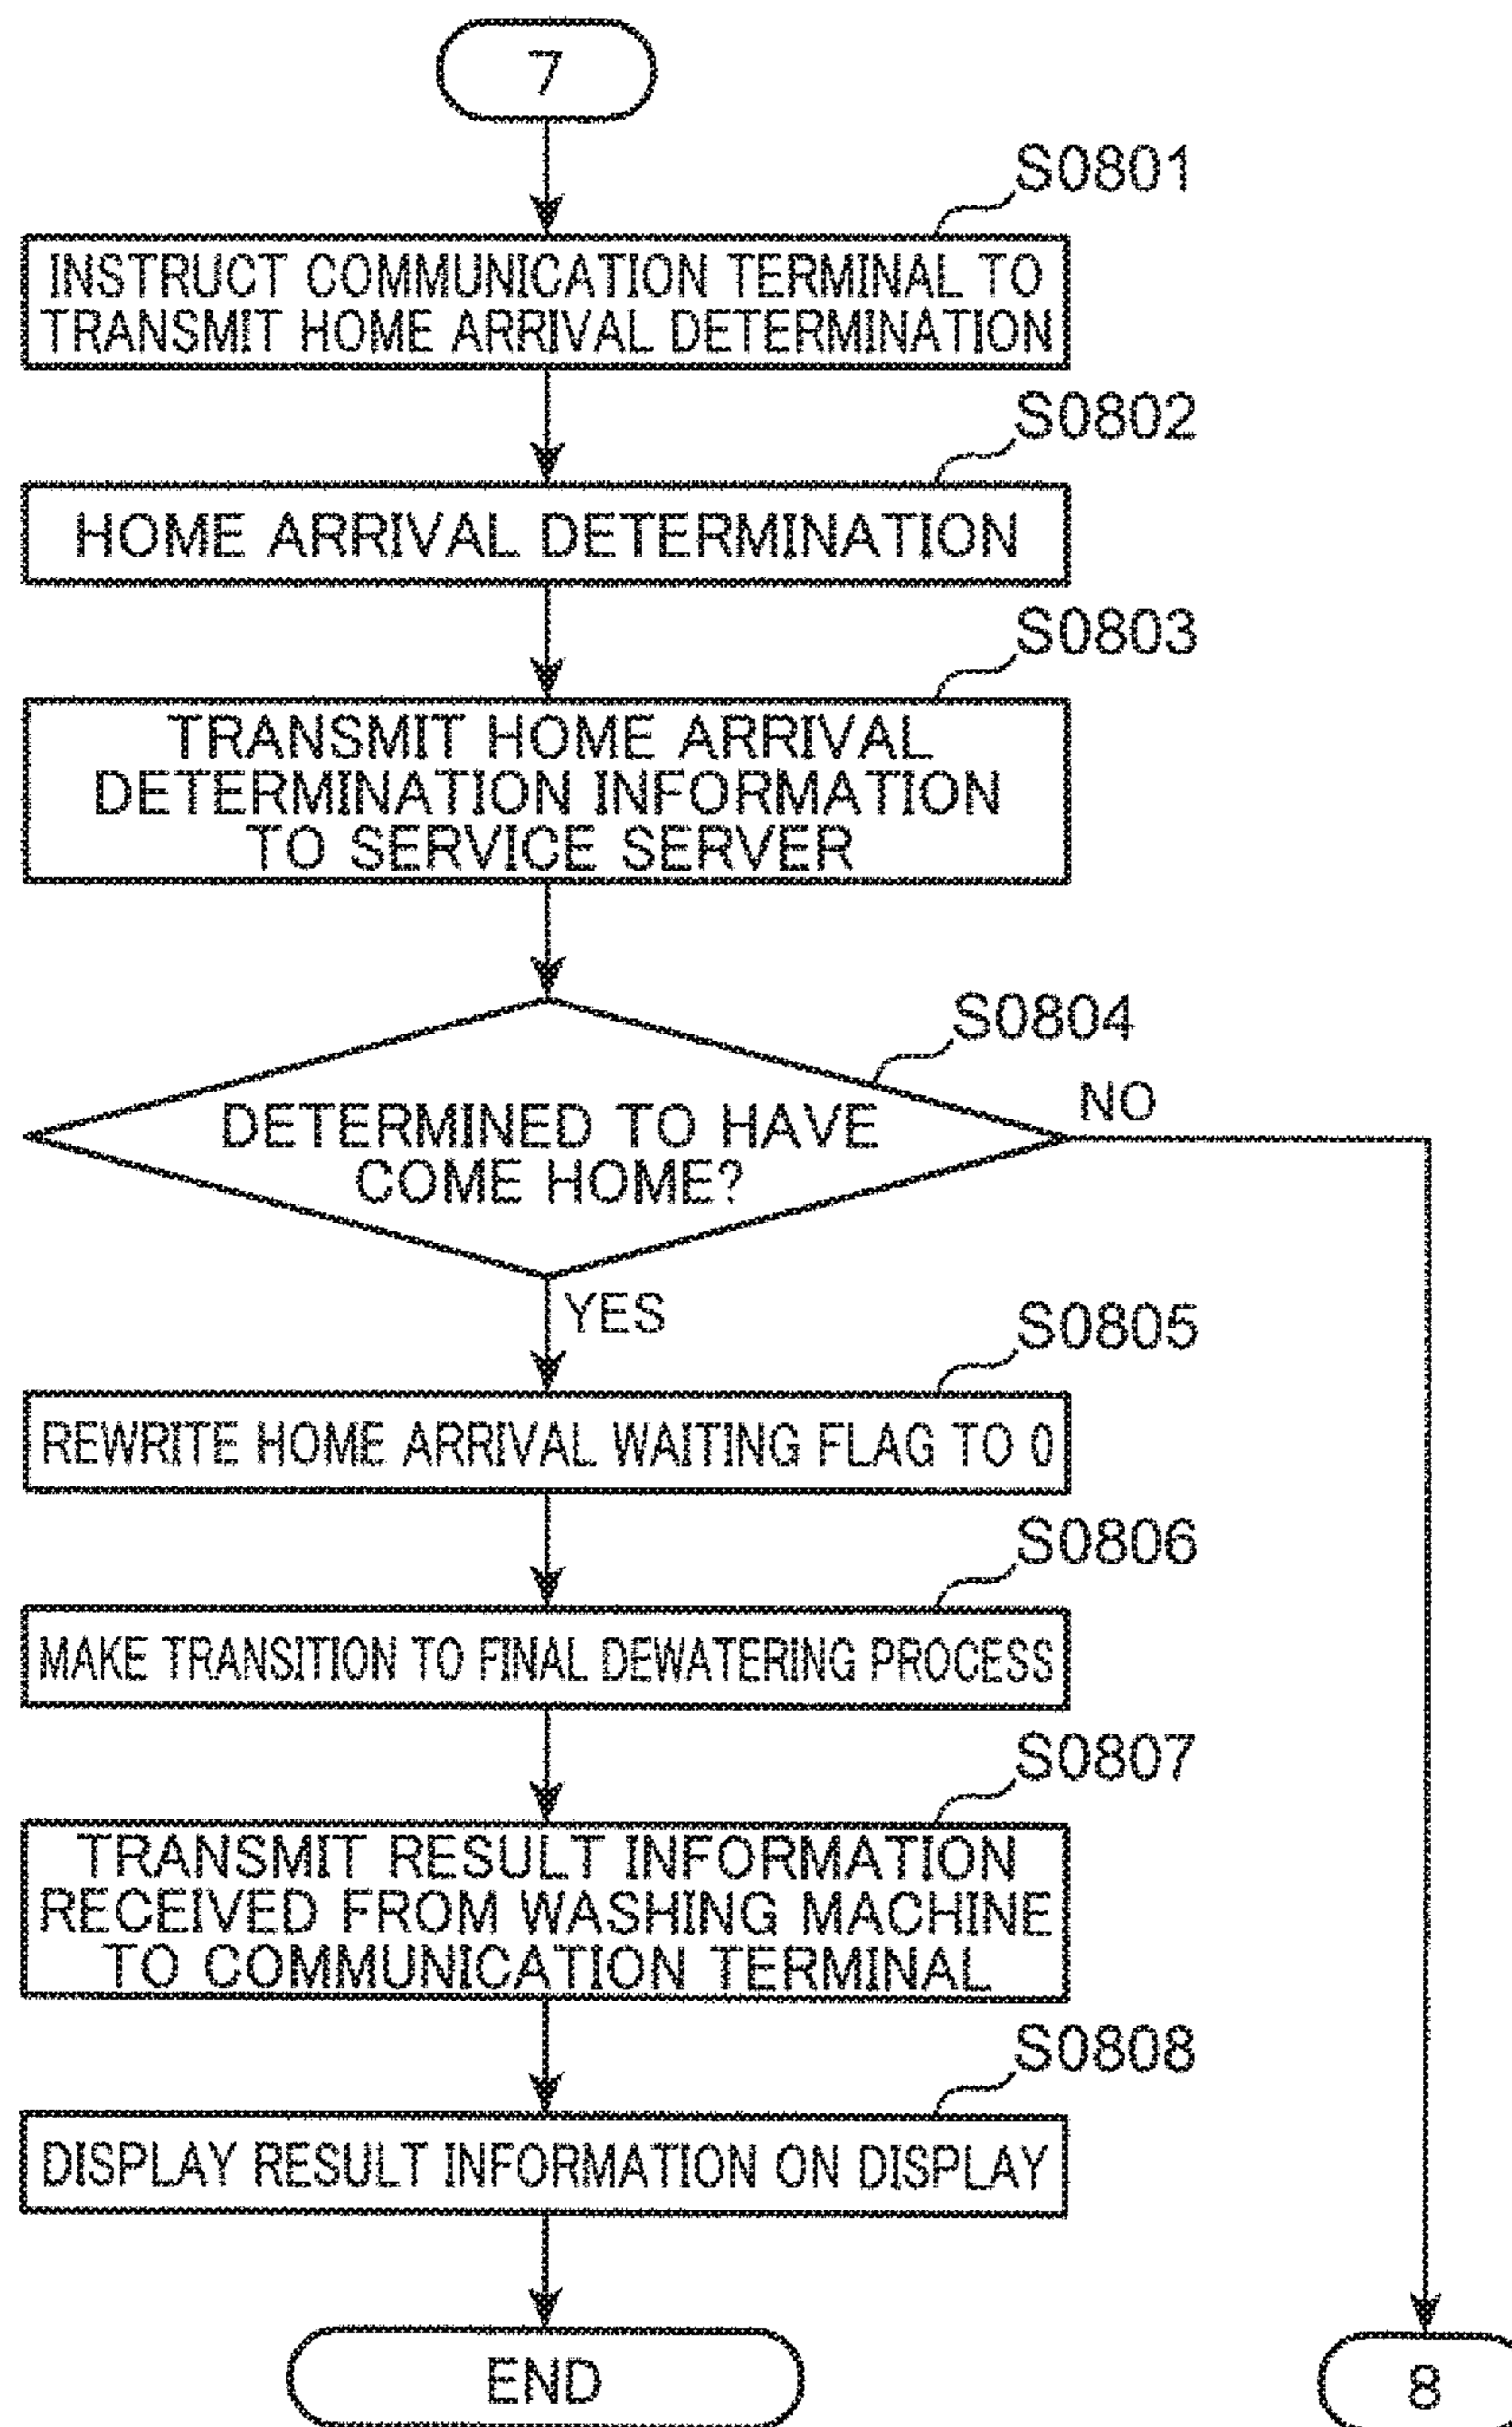 7
S0801
INSTRUCT COMMUNICATION TERMINAL TO
TRANSMIT HOME ARRIVAL DETERMINATION
S0802
HOME ARRIVAL DETERMINATION
S0803
TRANSMIT HOME ARRIVAL
DETERMINATION INFORMATION
TO SERVICE SERVER
S0804
DETERMINED TO HAVE
COME HOME?
NO
YES
S0805
REWRITE HOME ARRIVAL WAITING FLAG TO 0
S0806
MAKE TRANSITION TO FINAL DEWATERING PROCESS
S0807
TRANSMIT RESULT INFORMATION
RECEIVED FROM WASHING MACHINE
TO COMMUNICATION TERMINAL
S0808
DISPLAY RESULT INFORMATION ON DISPLAY
END
8